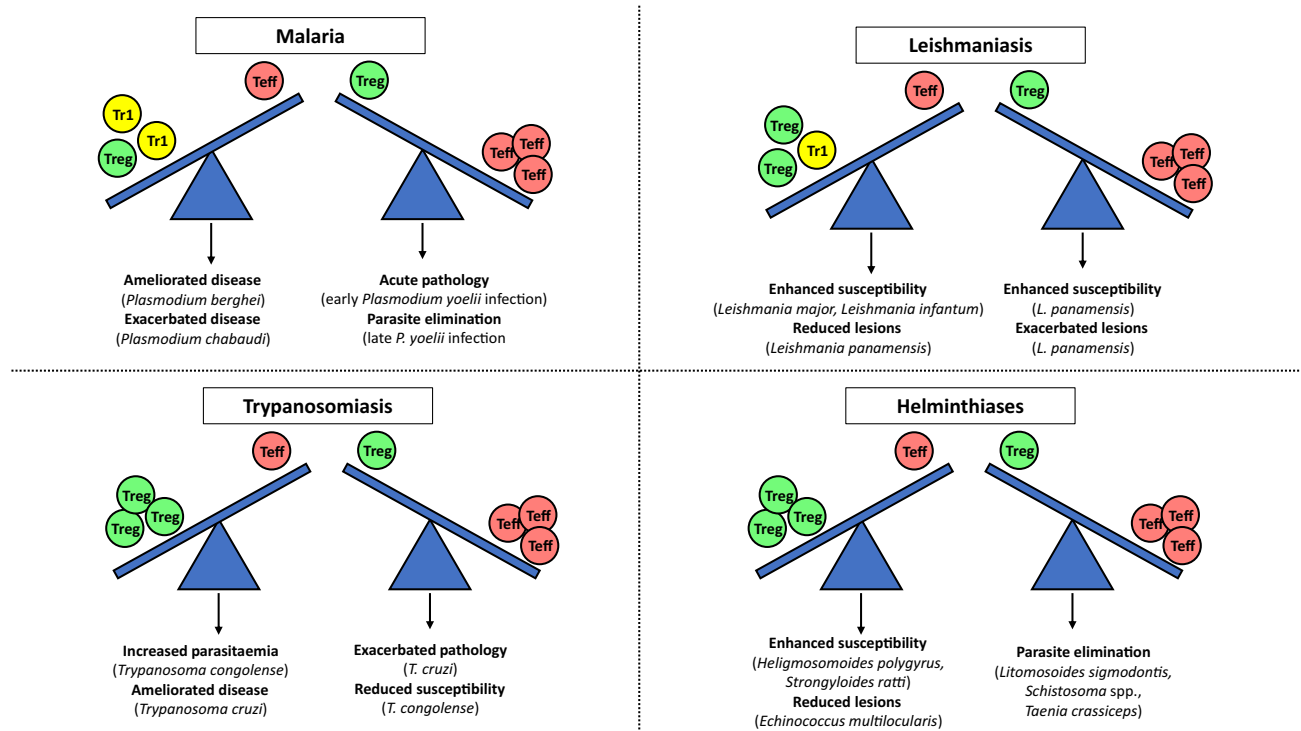 Malaria
Teff
Treg
Tr1
Tr1
Treg
Teff
Teff
Teff
Ameliorated disease
(Plasmodium berghei)
Exacerbated disease
(Plasmodium chabaudi)
Acute pathology
(early Plasmodium yoelii infection)
Parasite elimination
(late P. yoelii infection
Leishmaniasis
Teff
Treg
Treg
Tr1
Treg
Teff
Teff
Teff
Enhanced susceptibility
(Leishmania major, Leishmania infantum)
Reduced lesions
(Leishmania panamensis)
Enhanced susceptibility
(L. panamensis)
Exacerbated lesions
(L. panamensis)
Trypanosomiasis
Teff
Treg
Treg
Treg
Treg
Teff
Teff
Teff
Increased parasitaemia
(Trypanosoma congolense)
Ameliorated disease
(Trypanosoma cruzi)
Exacerbated pathology
(T. cruzi)
Reduced susceptibility
(T. congolense)
Helminthiases
Teff
Treg
Treg
Treg
Treg
Teff
Teff
Teff
Enhanced susceptibility
(Heligmosomoides polygyrus,
Strongyloides ratti)
Reduced lesions
(Echinococcus multilocularis)
Parasite elimination
(Litomosoides sigmodontis,
Schistosoma spp.,
Taenia crassiceps)